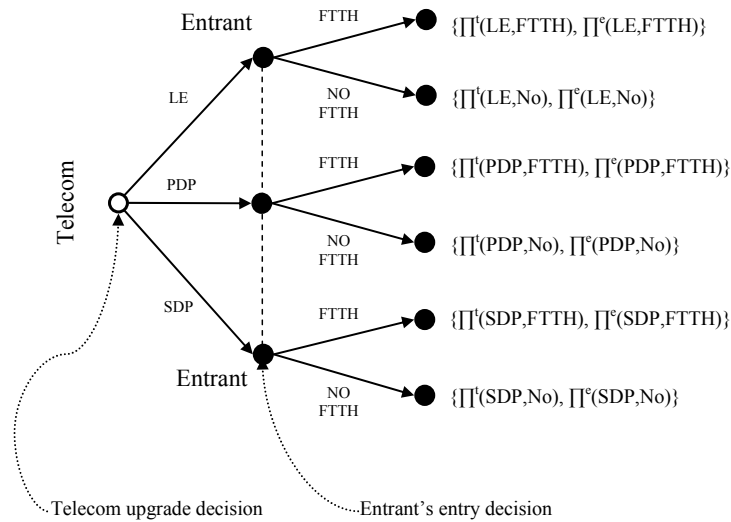 Entrant
FTTH
{∏ᵗ(LE,FTTH), ∏ᵉ(LE,FTTH)}
LE
NO
FTTH
{∏ᵗ(LE,No), ∏ᵉ(LE,No)}
Telecom
PDP
FTTH
{∏ᵗ(PDP,FTTH), ∏ᵉ(PDP,FTTH)}
NO
FTTH
{∏ᵗ(PDP,No), ∏ᵉ(PDP,No)}
SDP
FTTH
{∏ᵗ(SDP,FTTH), ∏ᵉ(SDP,FTTH)}
Entrant
NO
FTTH
{∏ᵗ(SDP,No), ∏ᵉ(SDP,No)}
Telecom upgrade decision
Entrant's entry decision